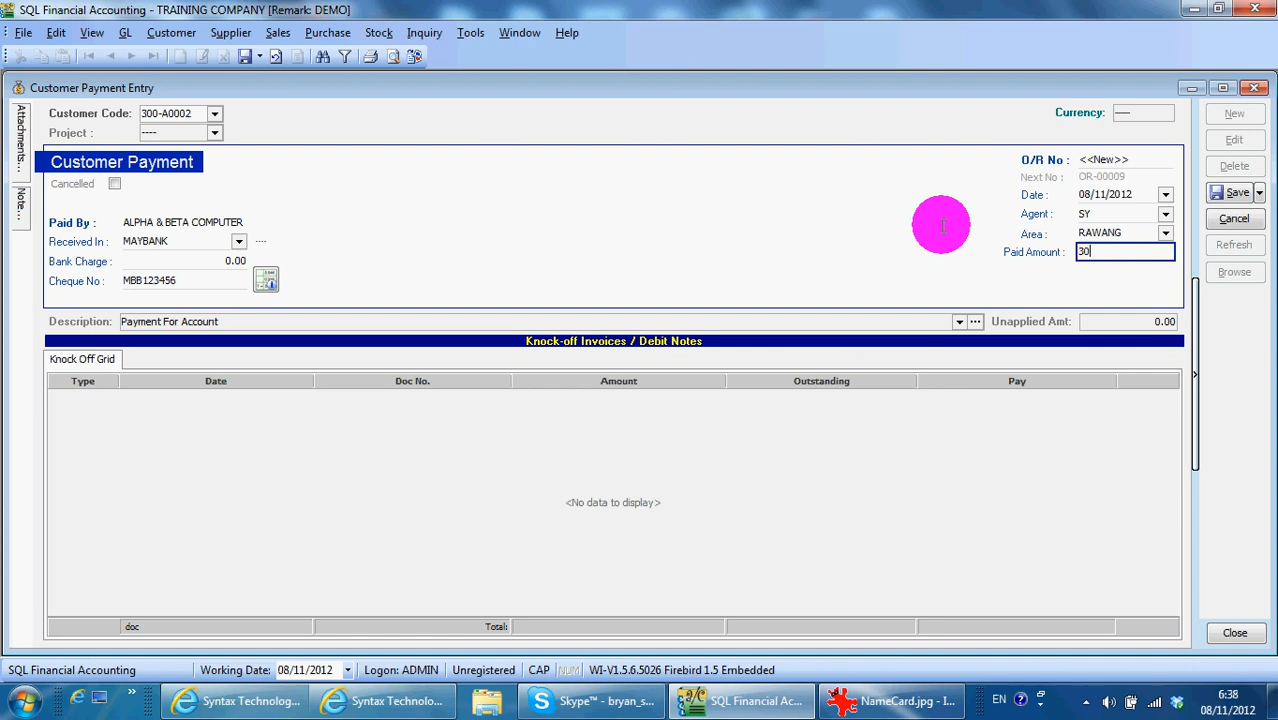 SQL Financial Accounting - TRAINING COMPANY [Remark: DEMO]
File Edit View GL Customer Supplier Sales Purchase Stock Inquiry Tools Window Help
Customer Payment Entry
Attachments...
Note...
Customer Code: 300-A0002
Currency: ----
Project : ----
Customer Payment
Cancelled
O/R No : <<New>>
Next No : OR-00009
Date : 08/11/2012
Agent : SY
Area : RAWANG
Paid Amount : 30
Paid By : ALPHA & BETA COMPUTER
Received In : MAYBANK ----
Bank Charge : 0.00
Cheque No : MBB123456
Description: Payment For Account
Unapplied Amt: 0.00
Knock-off Invoices / Debit Notes
Knock Off Grid
Type Date Doc No. Amount Outstanding Pay
<No data to display>
doc Total:
New
Edit
Delete
Save
Cancel
Refresh
Browse
Close
SQL Financial Accounting Working Date: 08/11/2012 Logon: ADMIN Unregistered CAP NUM WI-V1.5.6.5026 Firebird 1.5 Embedded
Syntax Technolog... Syntax Technolo... Skype™ - bryan_s... SQL Financial Ac... NameCard.jpg - I... EN 6:38
08/11/2012